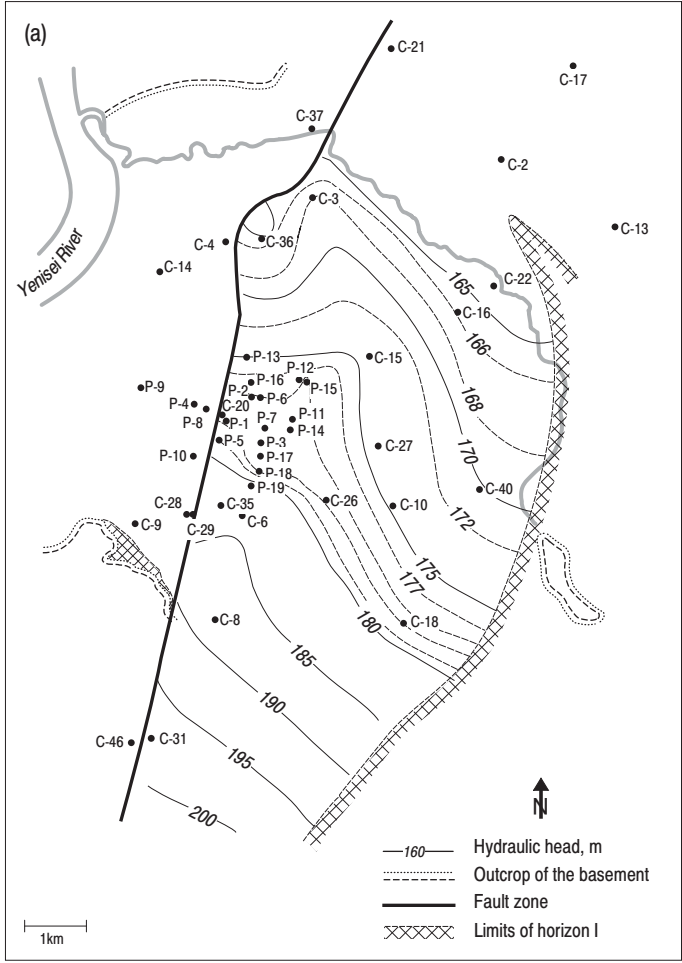 (a)
C-21
C-17
C-37
C-2
C-3
C-13
C-4
C-36
Yenisei River
C-14
C-22
165
C-16
166
P-13
C-15
P-12
P-16
P-15
P-9
P-2
P-6
168
P-4
C-20
P-11
P-8
P-1
P-7
P-14
P-5
P-3
C-27
170
P-10
P-17
P-18
P-19
C-40
C-28
C-35
C-26
C-10
172
C-9
C-29
C-6
175
177
C-8
180
C-18
185
190
C-46
C-31
195
200
N
160
Hydraulic head, m
Outcrop of the basement
Fault zone
Limits of horizon I
1km